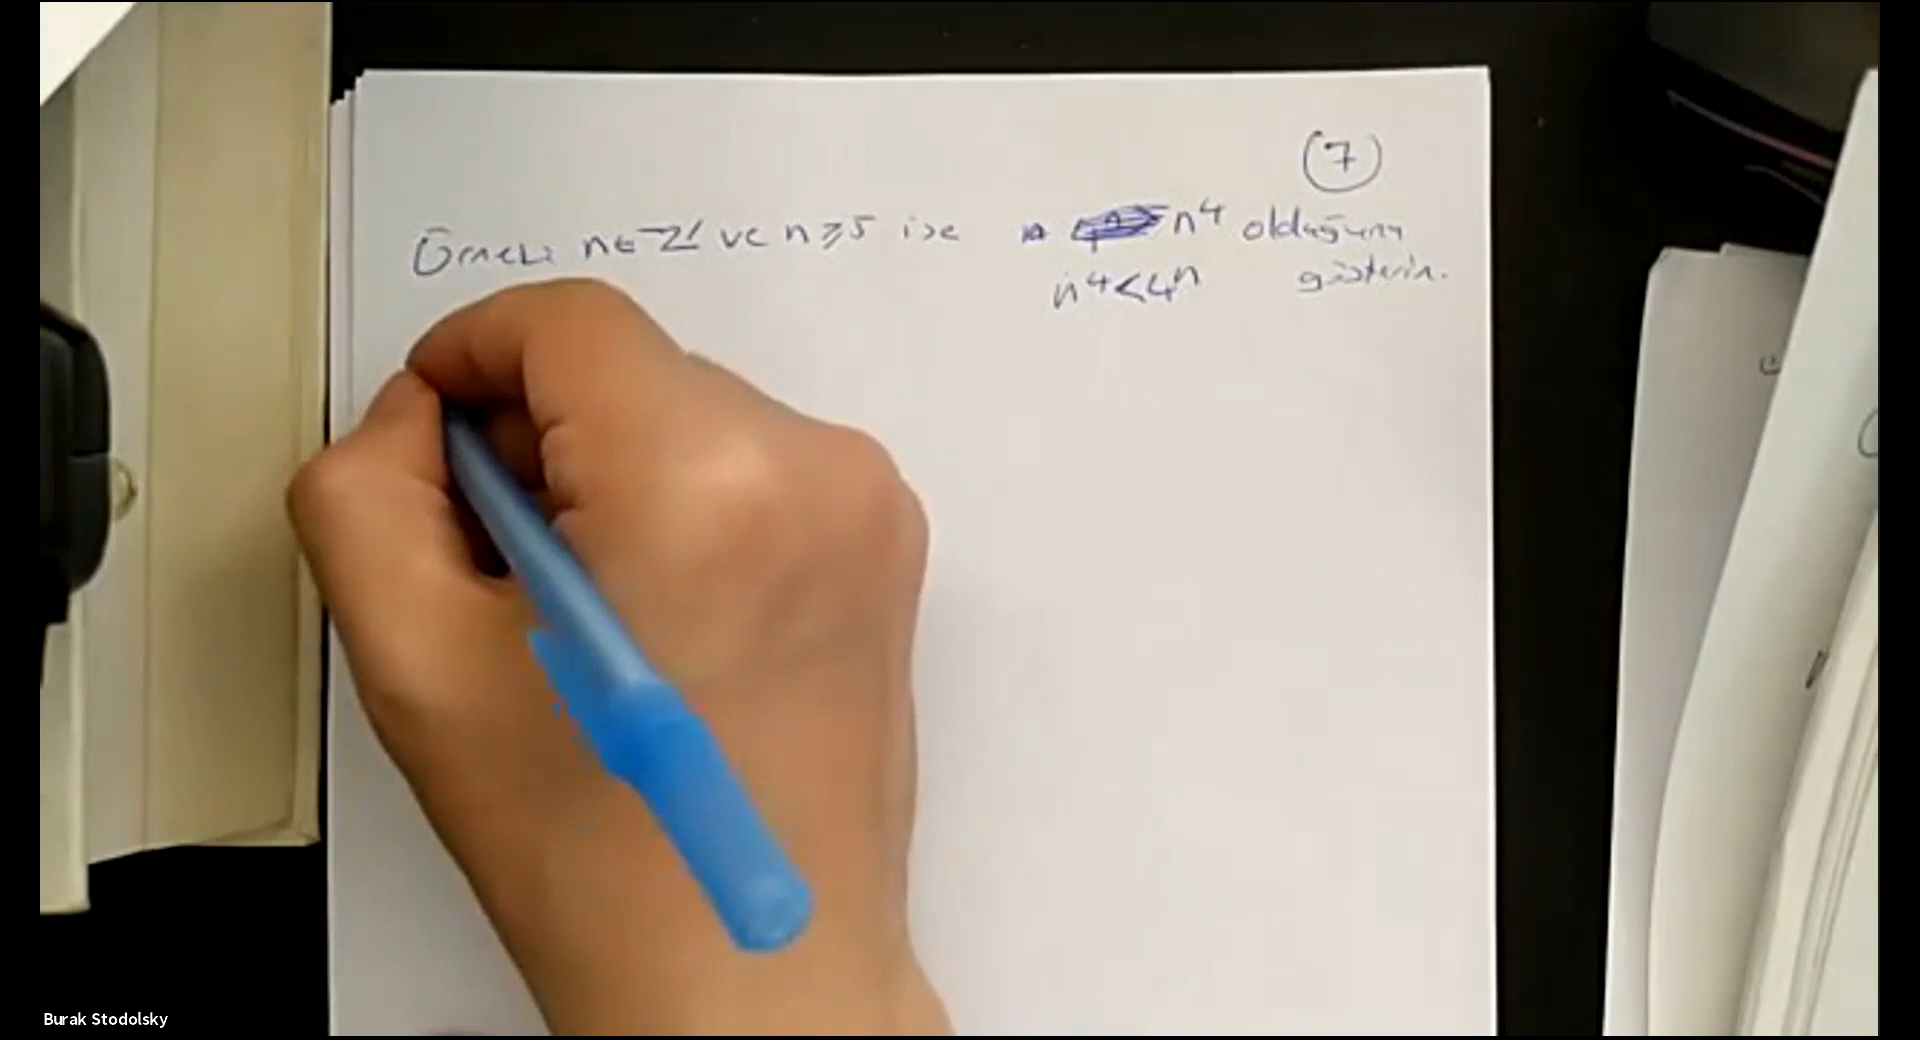 (7)
Örnek: n∈ℤ ve n≥5 ise n⁴ olduğunu
n⁴<4ⁿ gösterin.
Burak Stodolsky